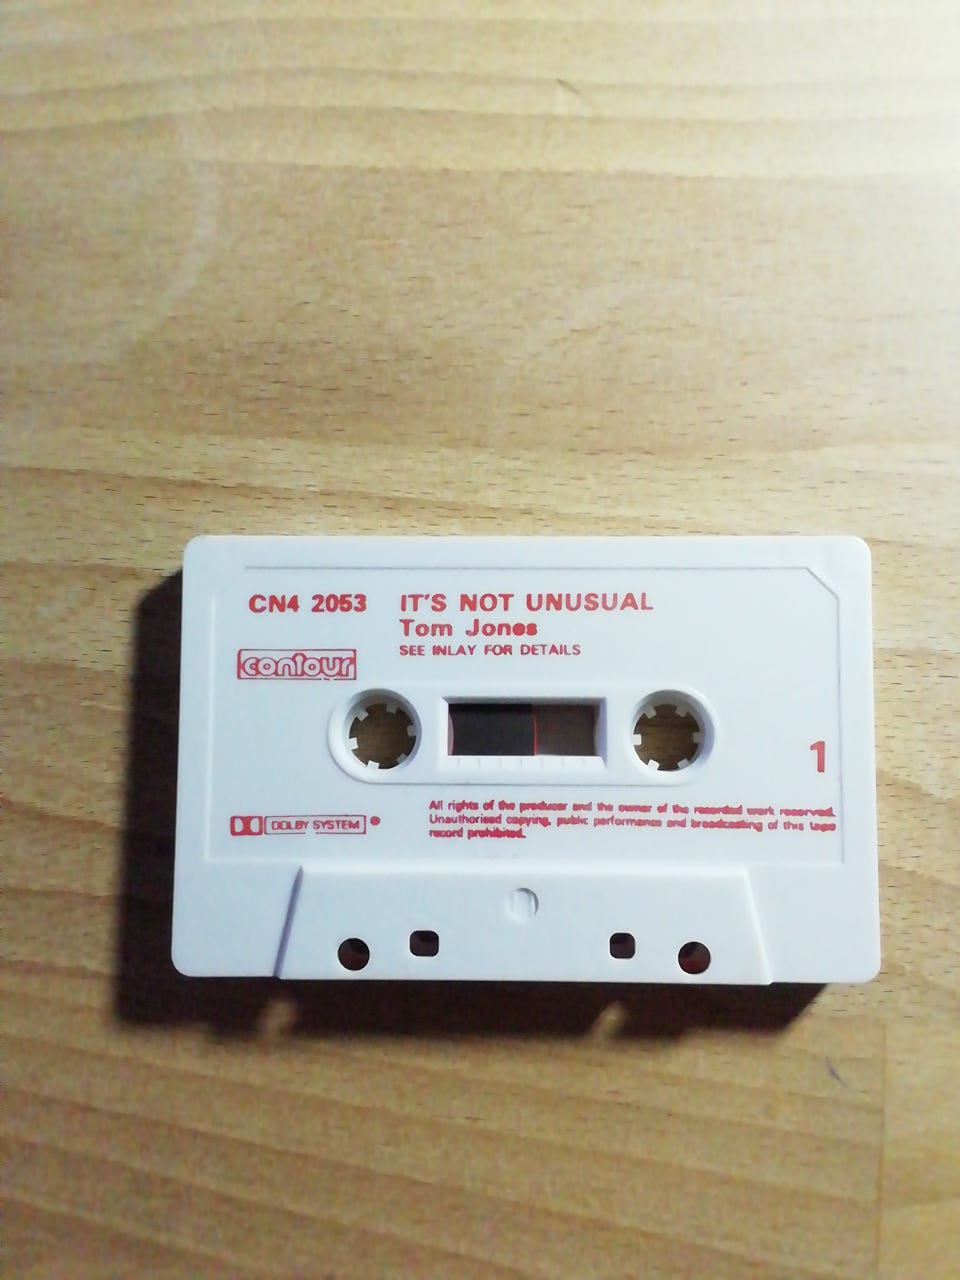 CN4 2053 IT'S NOT UNUSUAL
Tom Jones
SEE INLAY FOR DETAILS
contour
1
DOLBY SYSTEM
All rights of the producer and the owner of the recorded work reserved.
Unauthorised copying, public performance and broadcasting of this tape
record prohibited.